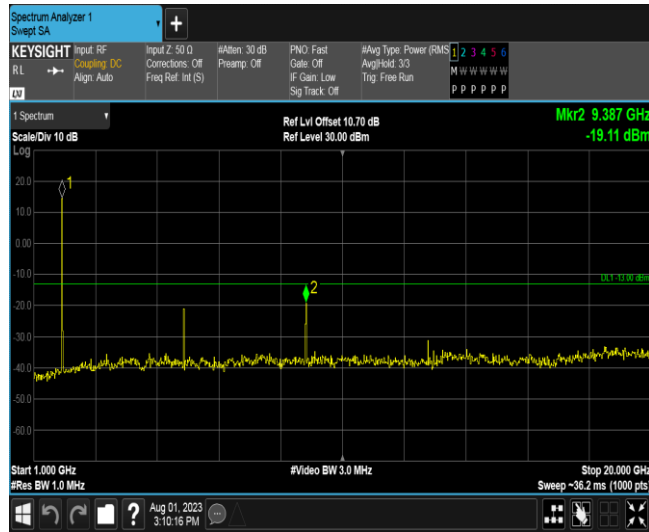 Spectrum Analyzer 1
Swept SA
+
KEYSIGHT Input: RF Input Z: 50 Ω #Atten: 30 dB PNO: Fast #Avg Type: Power (RMS 1 2 3 4 5 6
RL Coupling: DC Corrections: Off Preamp: Off Gate: Off Avg|Hold: 3/3 M W W W W W
Align: Auto Freq Ref: Int (S) IF Gain: Low Trig: Free Run
LXI Sig Track: Off P P P P P P
1 Spectrum Ref Lvl Offset 10.70 dB Mkr2 9.387 GHz
Scale/Div 10 dB Ref Level 30.00 dBm -19.11 dBm
Log
20.0
1
10.0
0.00
-10.0
DL1 -13.00 dBm
2
-20.0
-30.0
-40.0
-50.0
-60.0
Start 1.000 GHz #Video BW 3.0 MHz Stop 20.000 GHz
#Res BW 1.0 MHz Sweep ~36.2 ms (1000 pts)
? Aug 01, 2023
3:10:16 PM